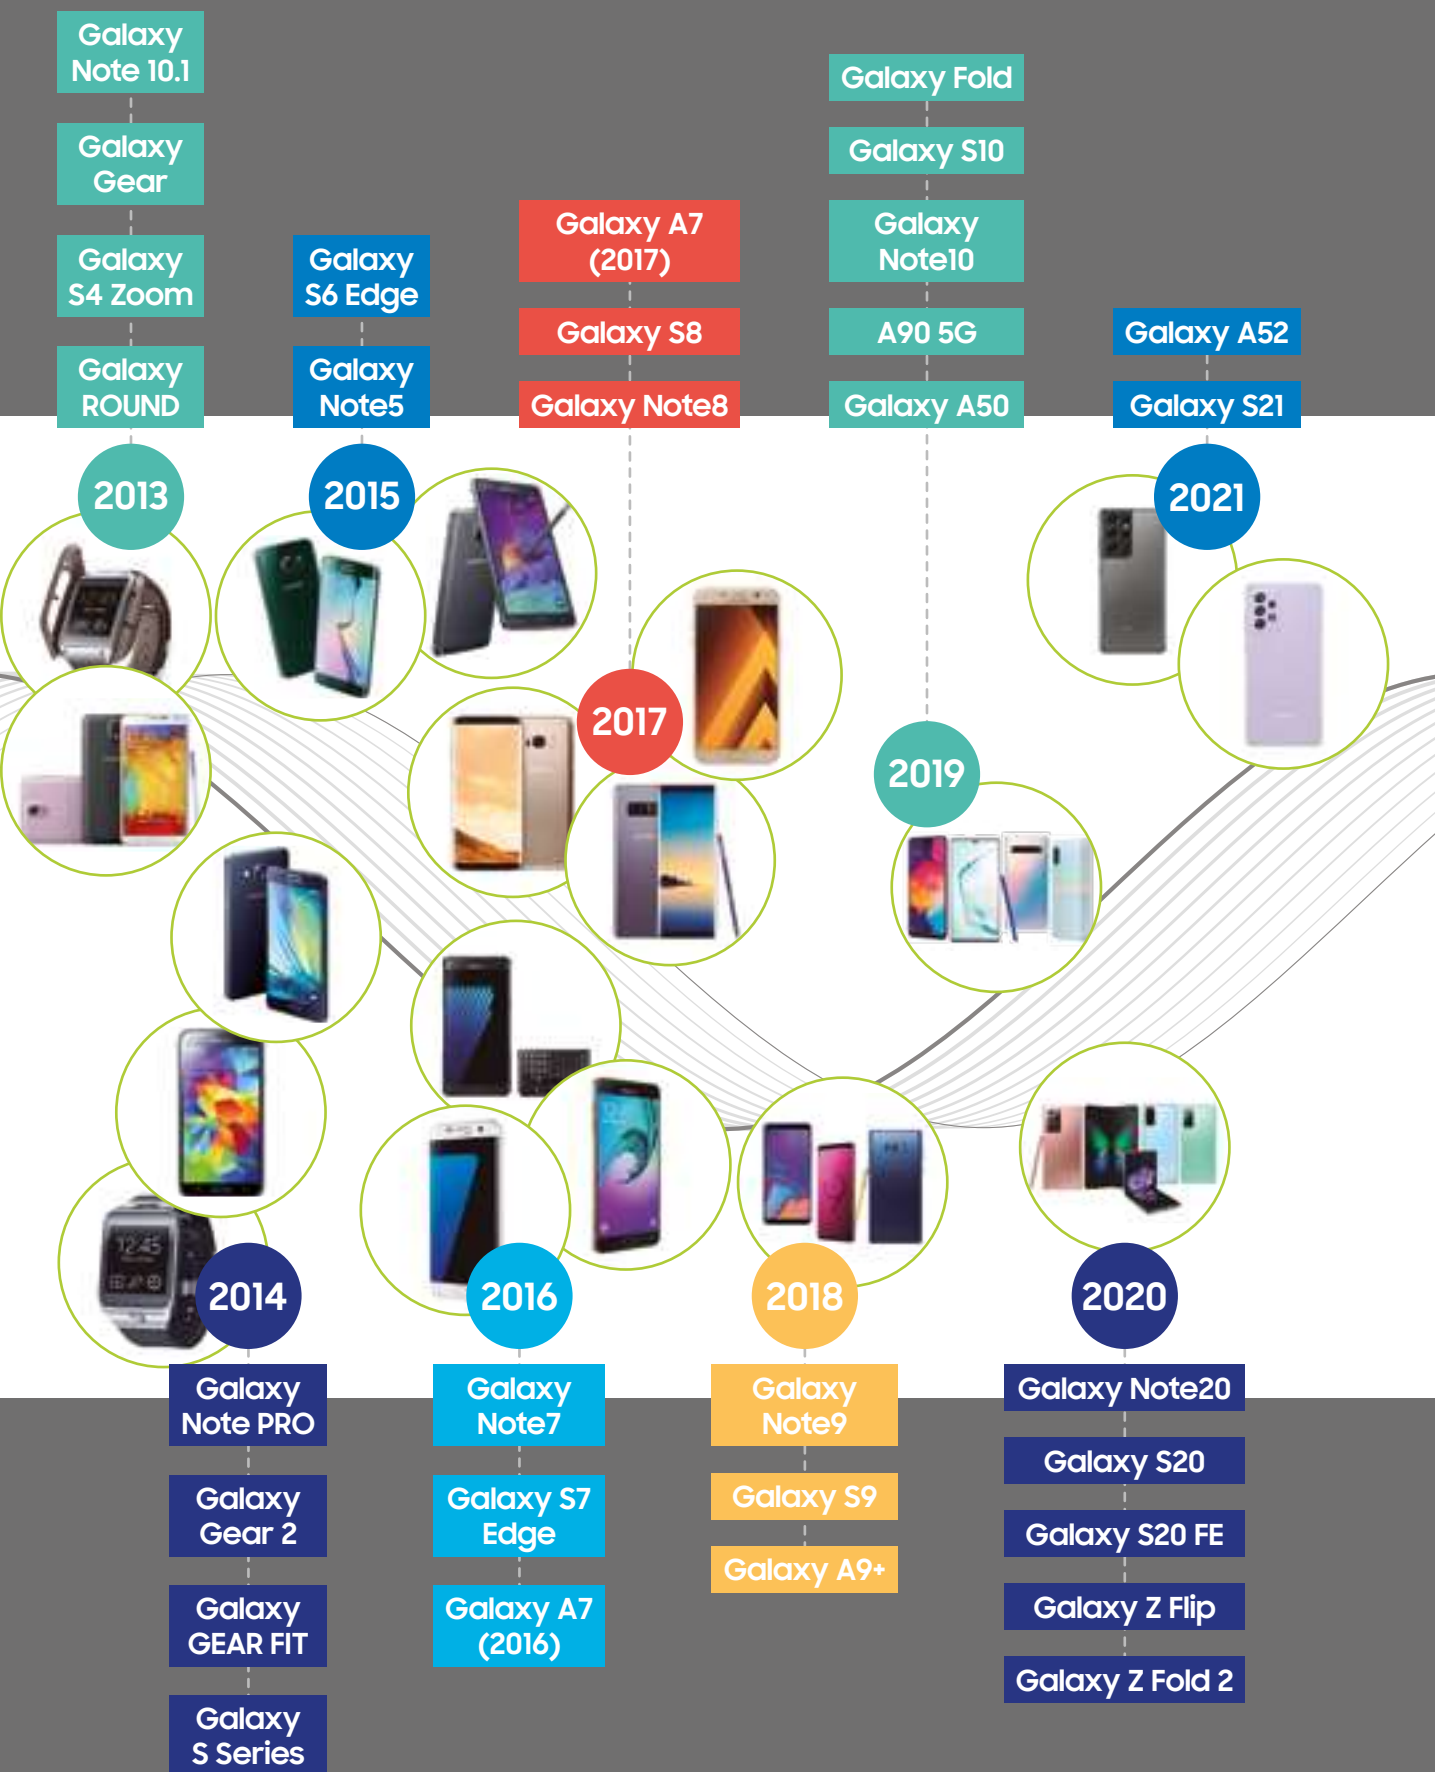 Galaxy
Note 10.1
Galaxy
Gear
Galaxy
S4 Zoom
Galaxy
ROUND
2013
Galaxy
S6 Edge
Galaxy
Note5
2015
Galaxy A7
(2017)
Galaxy S8
Galaxy Note8
2017
Galaxy Fold
Galaxy S10
Galaxy
Note10
A90 5G
Galaxy A50
2019
Galaxy A52
Galaxy S21
2021
12:45
2014
Galaxy
Note PRO
Galaxy
Gear 2
Galaxy
GEAR FIT
Galaxy
S Series
2016
Galaxy
Note7
Galaxy S7
Edge
Galaxy A7
(2016)
2018
Galaxy
Note9
Galaxy S9
Galaxy A9+
2020
Galaxy Note20
Galaxy S20
Galaxy S20 FE
Galaxy Z Flip
Galaxy Z Fold 2